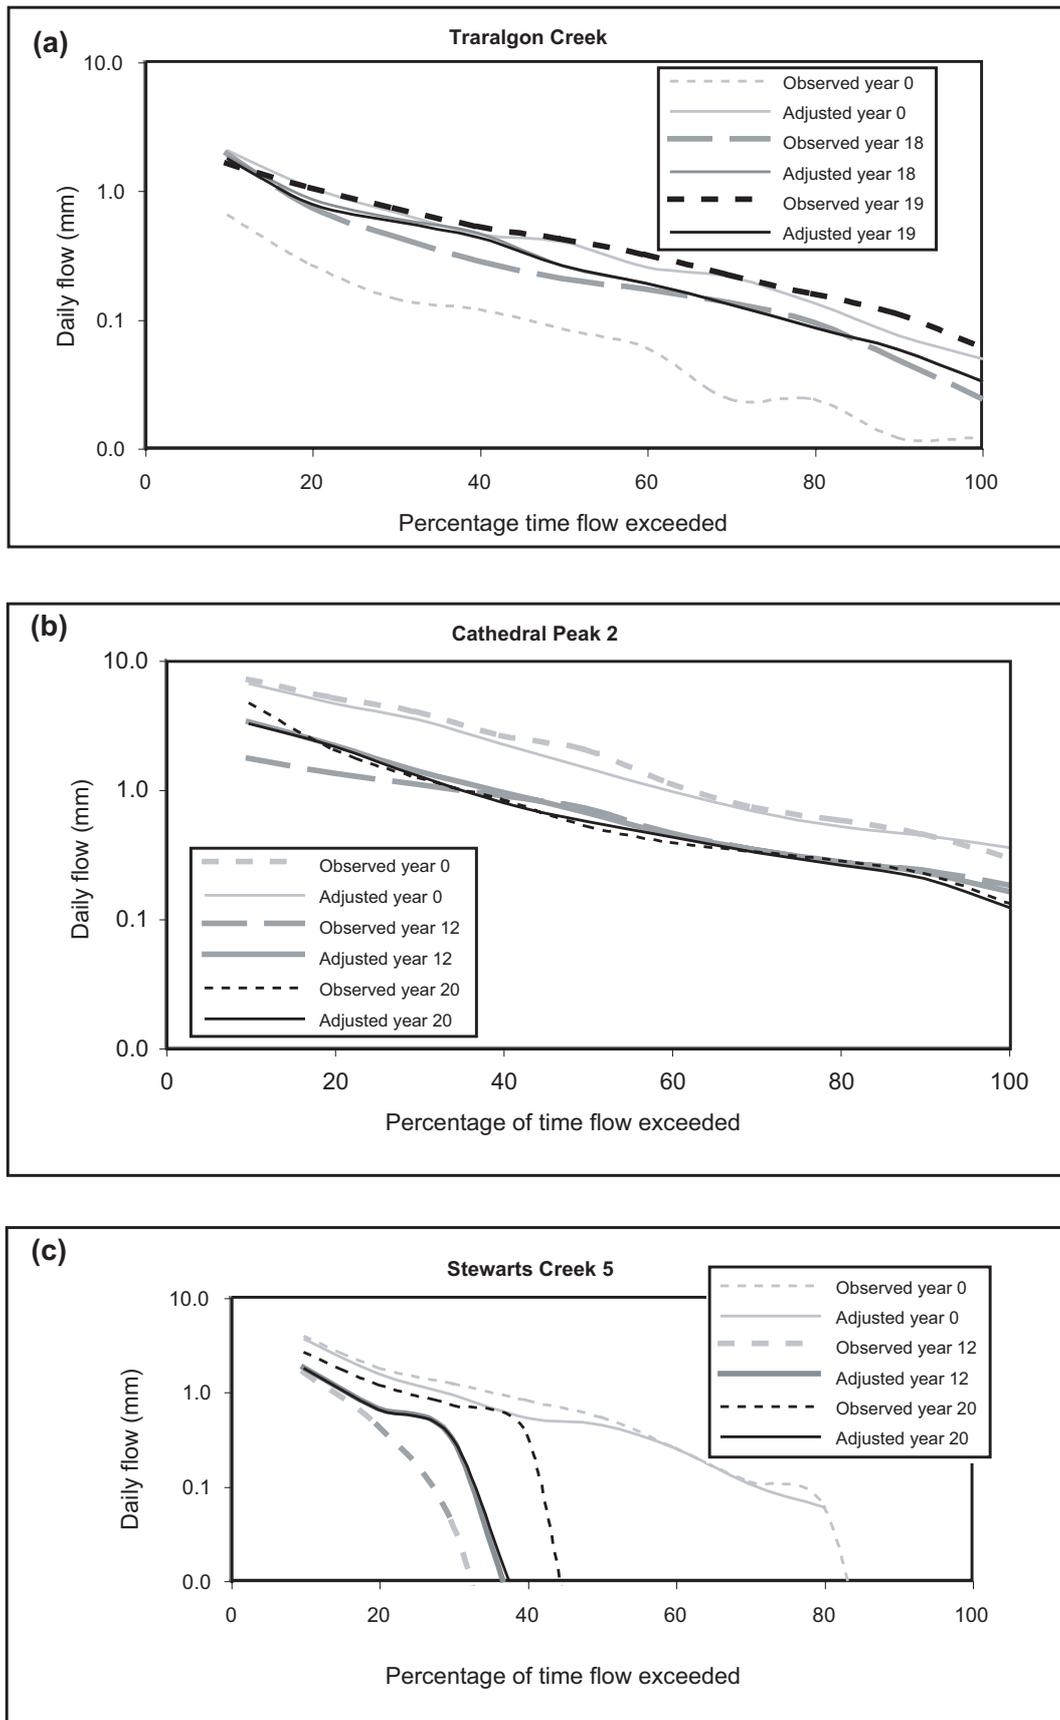 (a)
Traralgon Creek
10.0
1.0
0.1
0.0
Daily flow (mm)
Observed year 0
Adjusted year 0
Observed year 18
Adjusted year 18
Observed year 19
Adjusted year 19
0 20 40 60 80 100
Percentage time flow exceeded
(b)
Cathedral Peak 2
10.0
1.0
0.1
0.0
Daily flow (mm)
Observed year 0
Adjusted year 0
Observed year 12
Adjusted year 12
Observed year 20
Adjusted year 20
0 20 40 60 80 100
Percentage of time flow exceeded
(c)
Stewarts Creek 5
10.0
1.0
0.1
0.0
Daily flow (mm)
Observed year 0
Adjusted year 0
Observed year 12
Adjusted year 12
Observed year 20
Adjusted year 20
0 20 40 60 80 100
Percentage of time flow exceeded